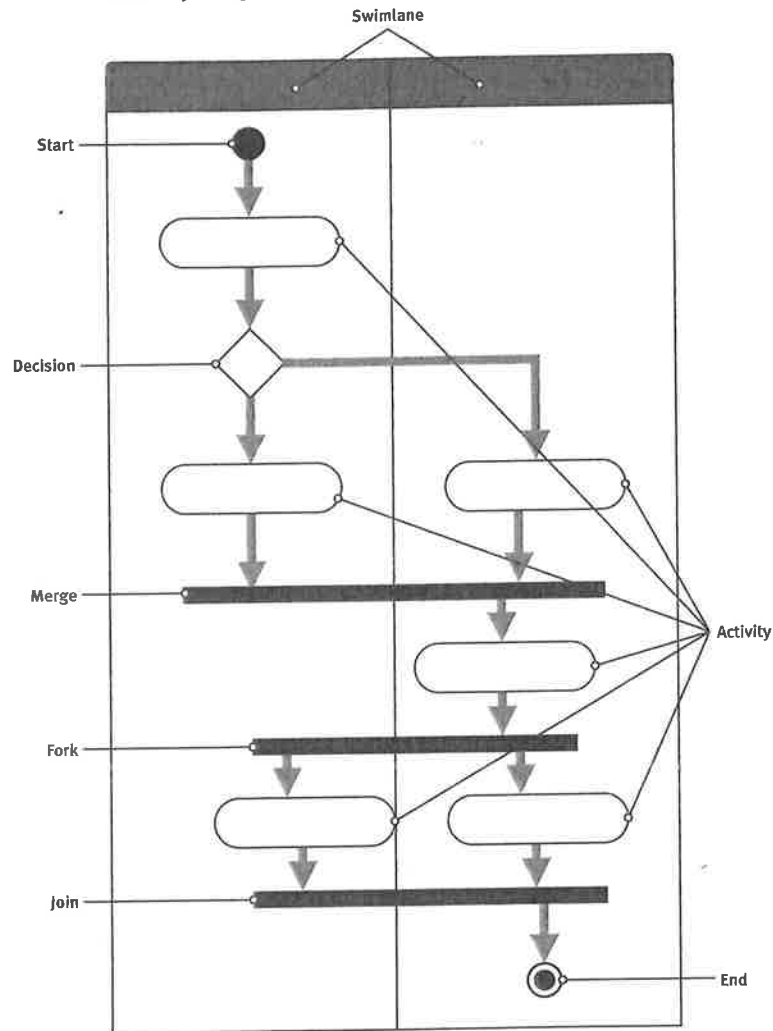 Swimlane
Start
Decision
Merge
Activity
Fork
Join
End